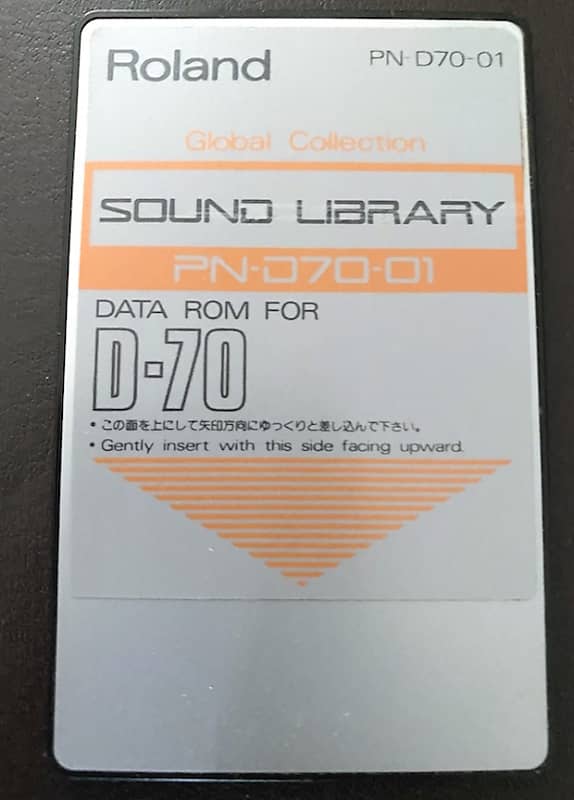 Roland
PN-D70-01
Global Collection
SOUND LIBRARY
PN-D70-01
DATA ROM FOR
D-70
• この面を上にして矢印方向にゆっくりと差し込んで下さい。
• Gently insert with this side facing upward.